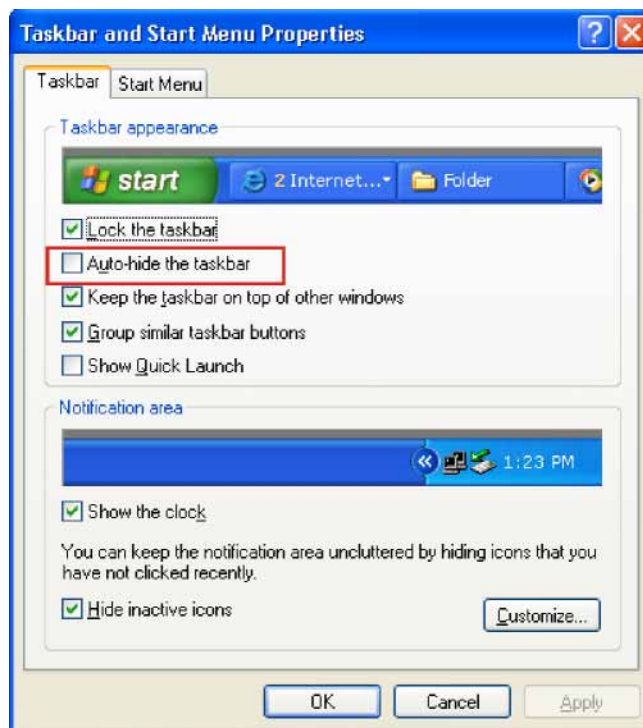 Taskbar and Start Menu Properties
Taskbar
Start Menu
Taskbar appearance
start
2 Internet...
Folder
Lock the taskbar
Auto-hide the taskbar
Keep the taskbar on top of other windows
Group similar taskbar buttons
Show Quick Launch
Notification area
1:23 PM
Show the clock
You can keep the notification area uncluttered by hiding icons that you
have not clicked recently.
Hide inactive icons
Customize...
OK
Cancel
Apply